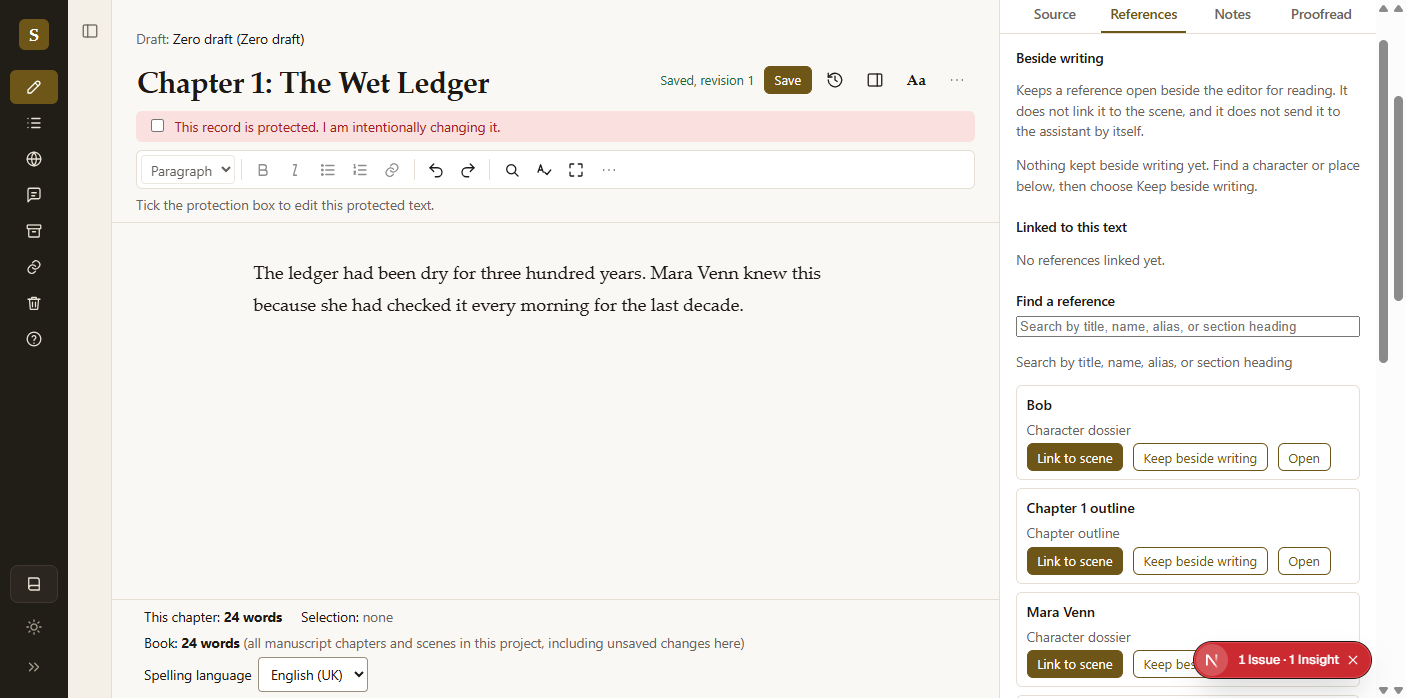 S
Draft: Zero draft (Zero draft)
Chapter 1: The Wet Ledger
Saved, revision 1
Save
Aa
···
This record is protected. I am intentionally changing it.
Paragraph
B
I
···
Tick the protection box to edit this protected text.
The ledger had been dry for three hundred years. Mara Venn knew this
because she had checked it every morning for the last decade.
This chapter: 24 words Selection: none
Book: 24 words (all manuscript chapters and scenes in this project, including unsaved changes here)
Spelling language English (UK)
Source References Notes Proofread
Beside writing
Keeps a reference open beside the editor for reading. It
does not link it to the scene, and it does not send it to
the assistant by itself.
Nothing kept beside writing yet. Find a character or place
below, then choose Keep beside writing.
Linked to this text
No references linked yet.
Find a reference
Search by title, name, alias, or section heading
Search by title, name, alias, or section heading
Bob
Character dossier
Link to scene Keep beside writing Open
Chapter 1 outline
Chapter outline
Link to scene Keep beside writing Open
Mara Venn
Character dossier
Link to scene Keep bes
N 1 Issue · 1 Insight